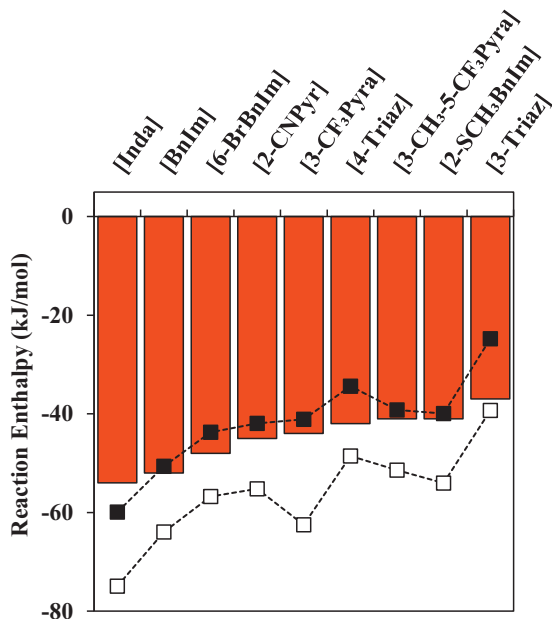 [Inda]
[BnIm]
[6-BrBnIm]
[2-CNPyr]
[3-CF₃Pyra]
[4-Triaz]
[3-CH₃-5-CF₃Pyra]
[2-SCH₃BnIm]
[3-Triaz]
Reaction Enthalpy (kJ/mol)
0
-20
-40
-60
-80